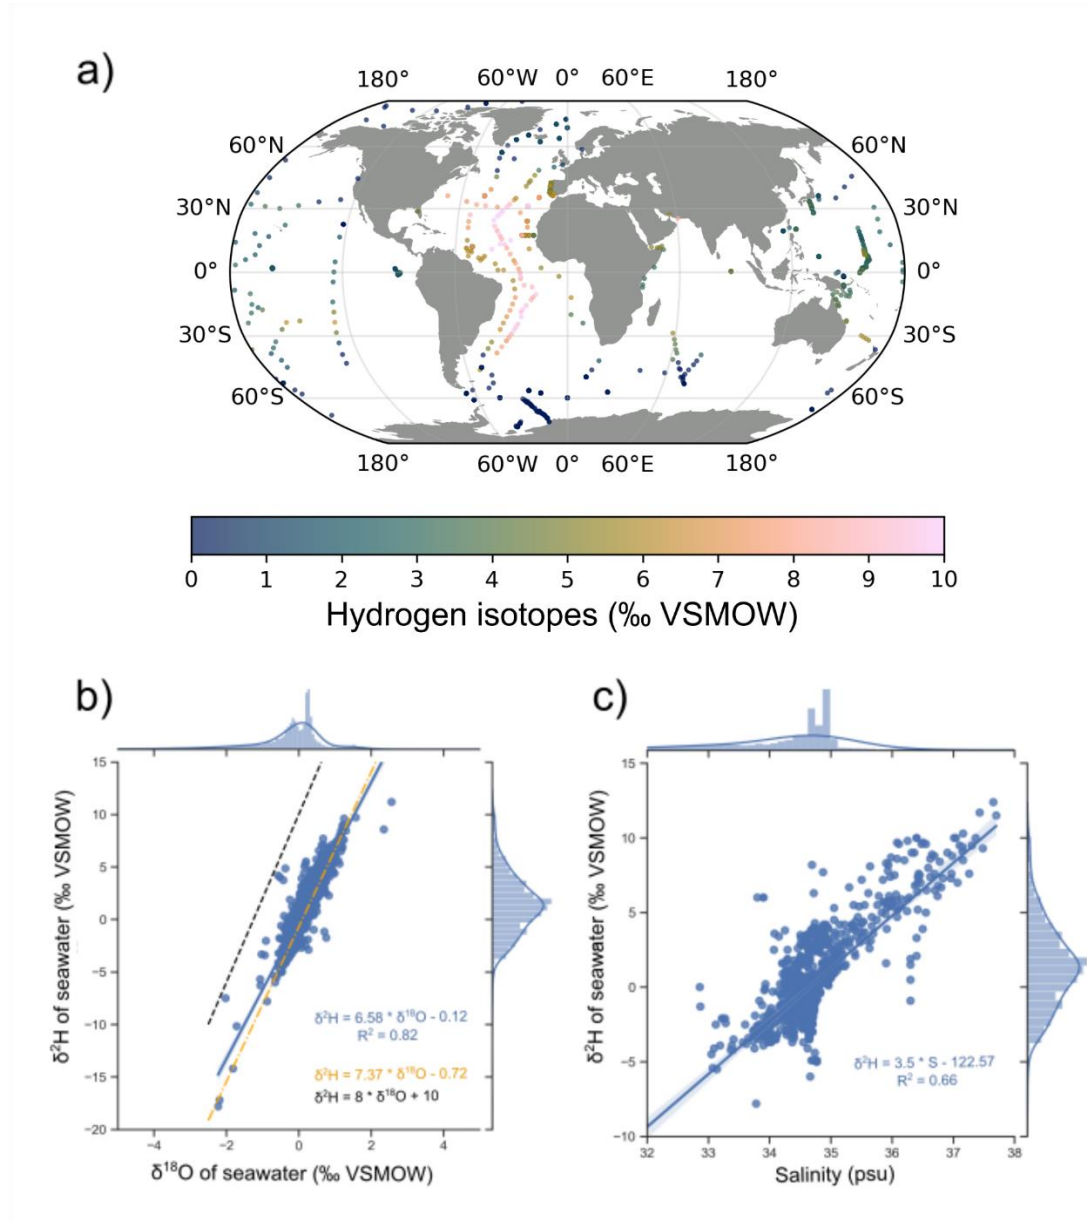 a)
180° 60°W 0° 60°E 180°
60°N 60°N
30°N 30°N
0° 0°
30°S 30°S
60°S 60°S
180° 60°W 0° 60°E 180°
0 1 2 3 4 5 6 7 8 9 10
Hydrogen isotopes (‰ VSMOW)
b)
15
10
5
0
−5
−10
−15
−20
δ²H of seawater (‰ VSMOW)
δ²H = 6.58 * δ¹⁸O - 0.12
R² = 0.82
δ²H = 7.37 * δ¹⁸O - 0.72
δ²H = 8 * δ¹⁸O + 10
−4 −2 0 2 4
δ¹⁸O of seawater (‰ VSMOW)
c)
15
10
5
0
−5
−10
δ²H of seawater (‰ VSMOW)
δ²H = 3.5 * S - 122.57
R² = 0.66
32 33 34 35 36 37 38
Salinity (psu)